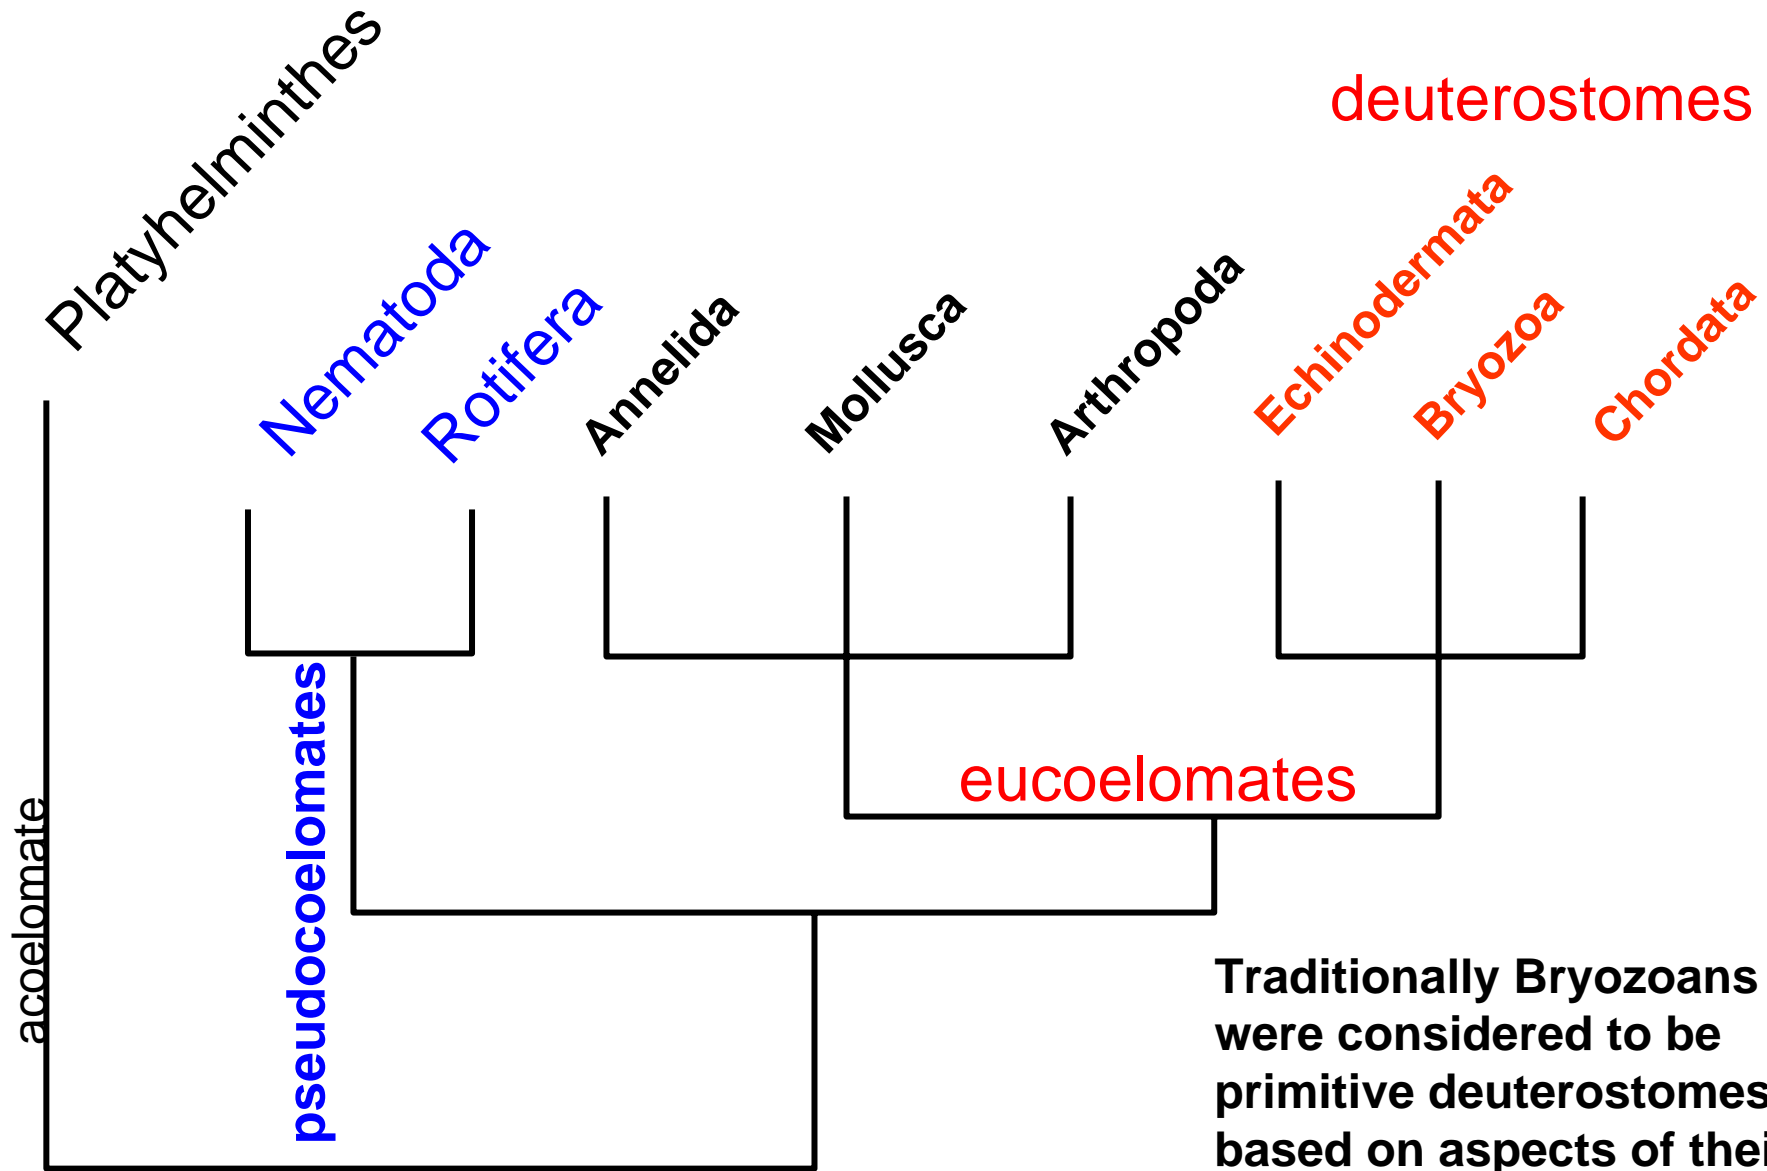 Platyhelminthes
deuterostomes
Nematoda
Rotifera
Annelida
Mollusca
Arthropoda
Echinodermata
Bryozoa
Chordata
acoelomate
pseudocoelomates
eucoelomates
Traditionally Bryozoans
were considered to be
primitive deuterostomes
based on aspects of thei